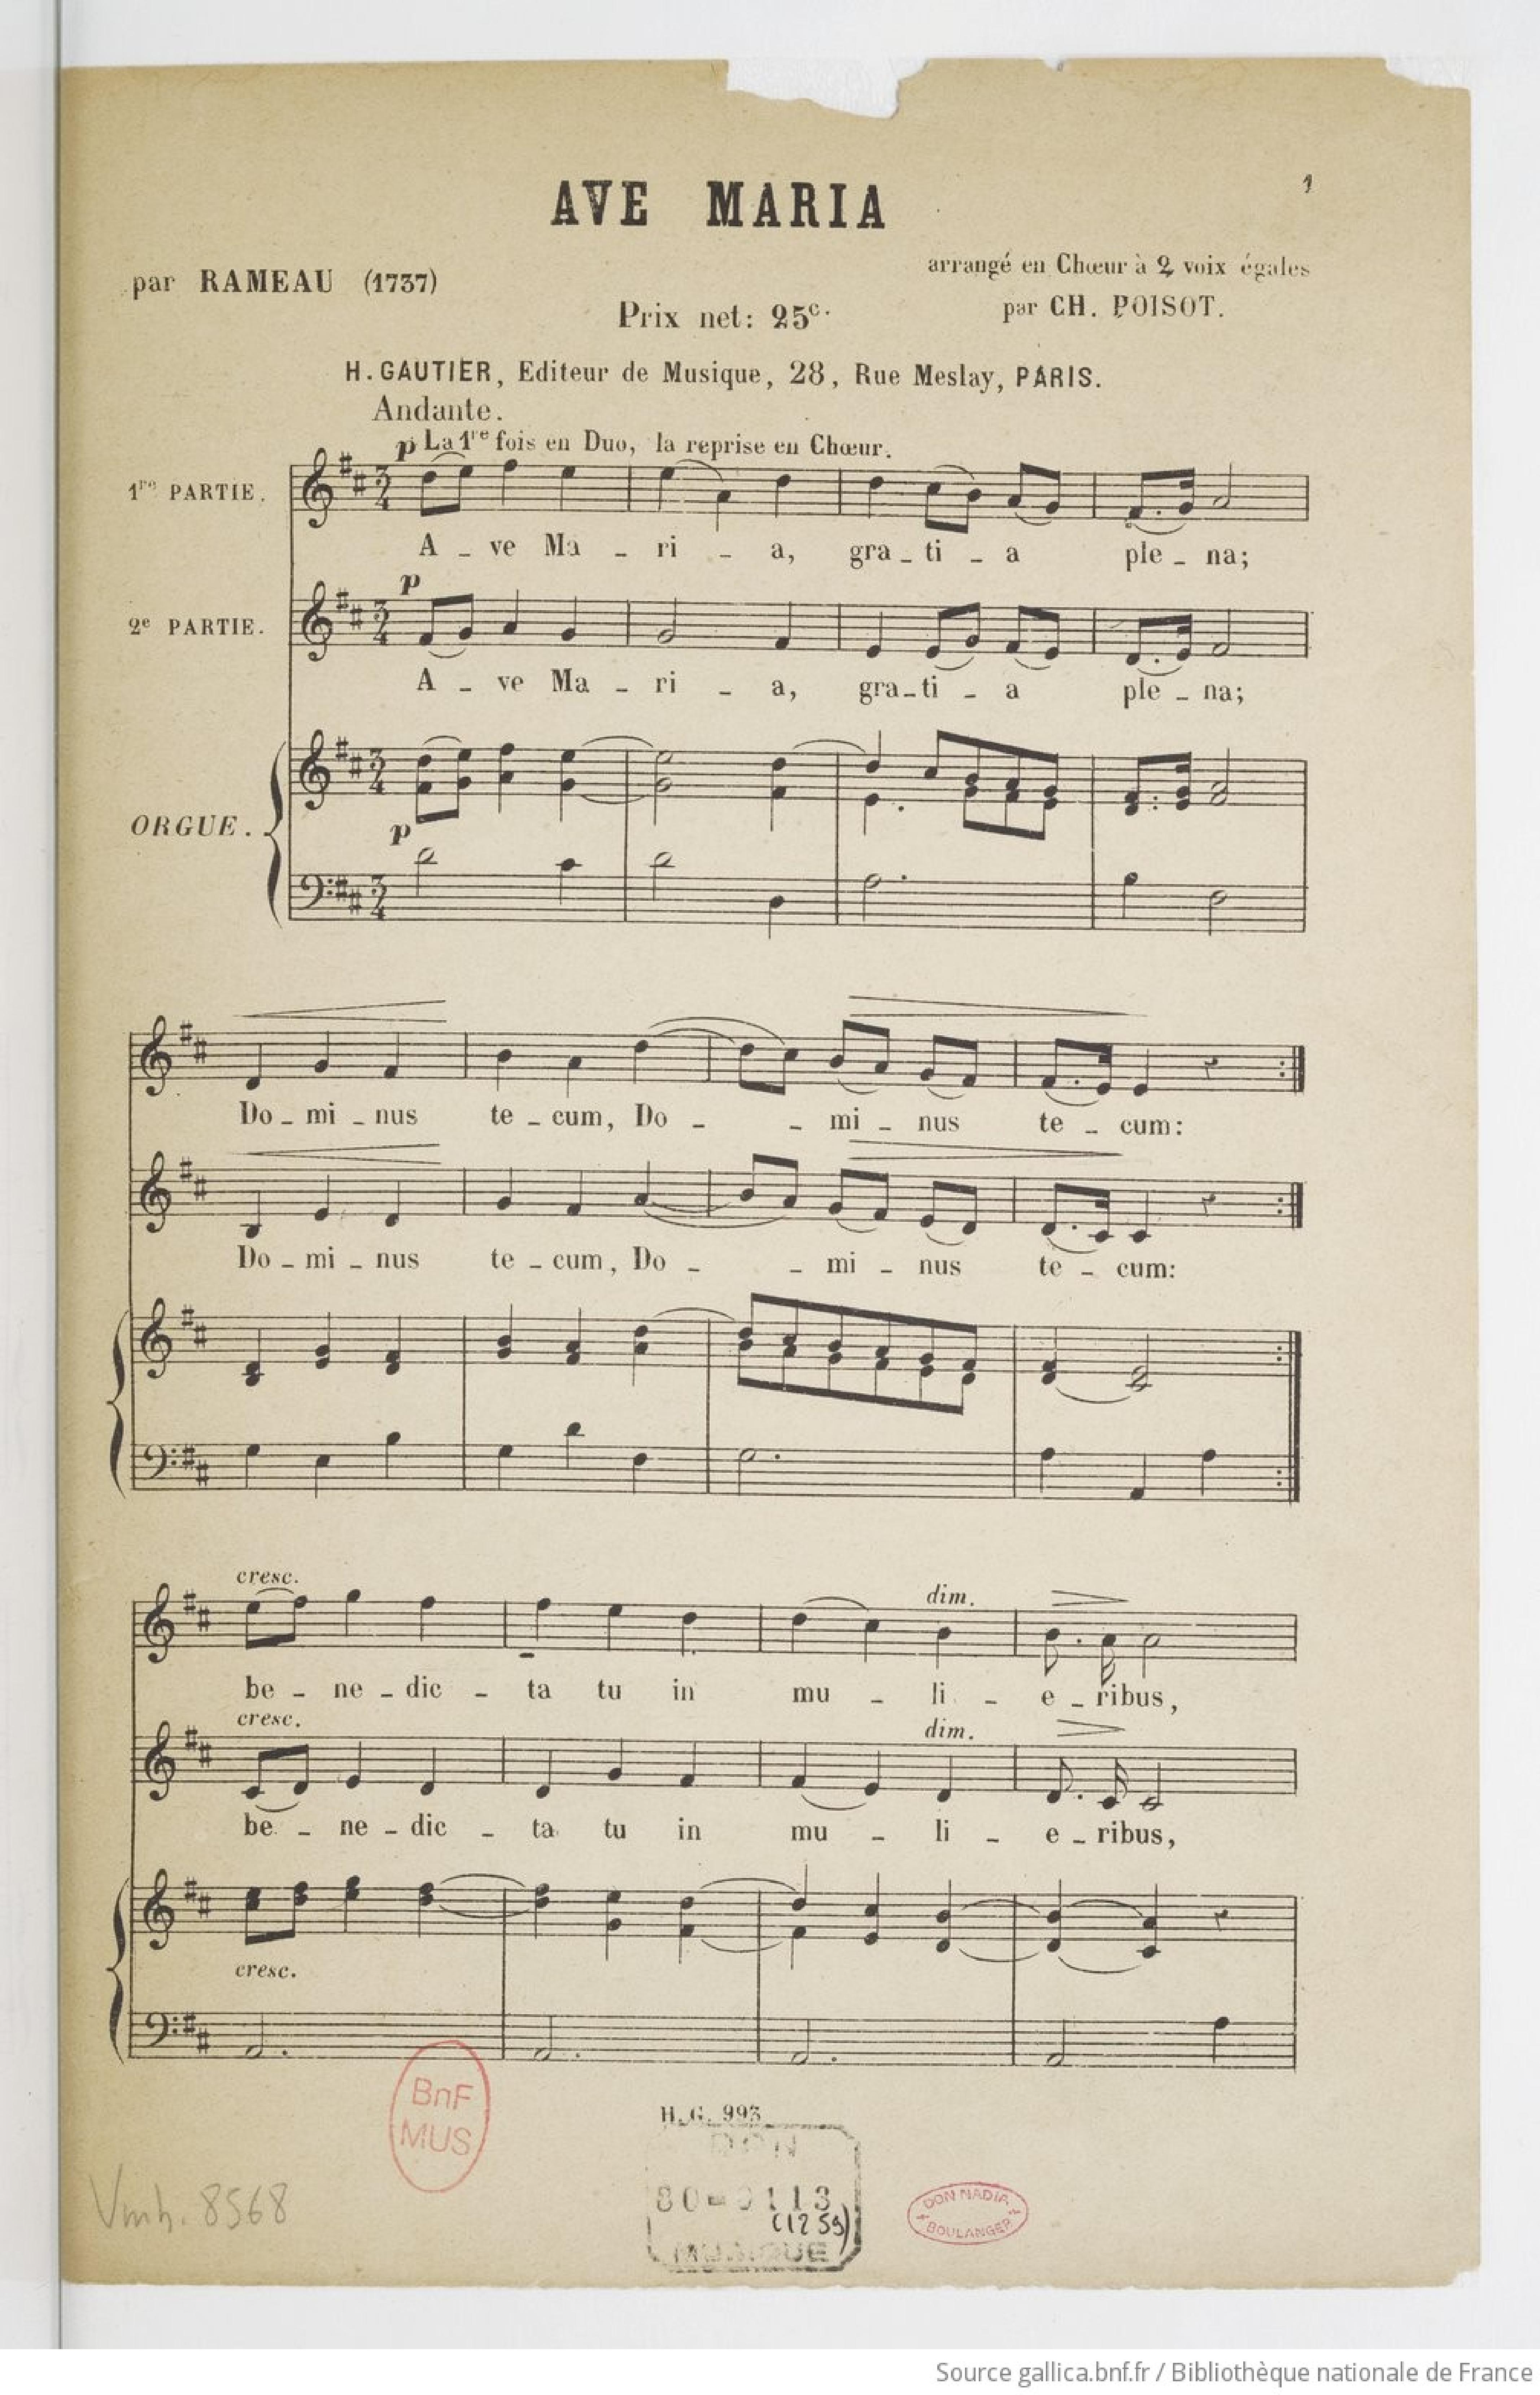 1
AVE MARIA
par RAMEAU (1737)
arrangé en Chœur à 2 voix égales
par CH. POISOT.
Prix net: 25c.
H. GAUTIER, Editeur de Musique, 28, Rue Meslay, PARIS.
Andante.
p La 1re fois en Duo, la reprise en Chœur.
1re PARTIE.
A _ ve Ma _ ri _ a, gra _ ti _ a ple _ na;
p
2e PARTIE.
A _ ve Ma _ ri _ a, gra _ ti _ a ple _ na;
ORGUE.
p
Do _ mi _ nus te _ cum, Do _ _ mi _ nus te _ cum:
Do _ mi _ nus te _ cum, Do _ _ mi _ nus te _ cum:
cresc. dim.
be _ ne _ dic _ ta tu in mu _ li _ e _ ribus,
cresc. dim.
be _ ne _ dic _ ta tu in mu _ li _ e _ ribus,
cresc.
BnF
MUS
H. G. 993
DON
80-0113
(1259)
MUSIQUE
DON NADIA
BOULANGER
Vmh. 8568
Source gallica.bnf.fr / Bibliothèque nationale de France